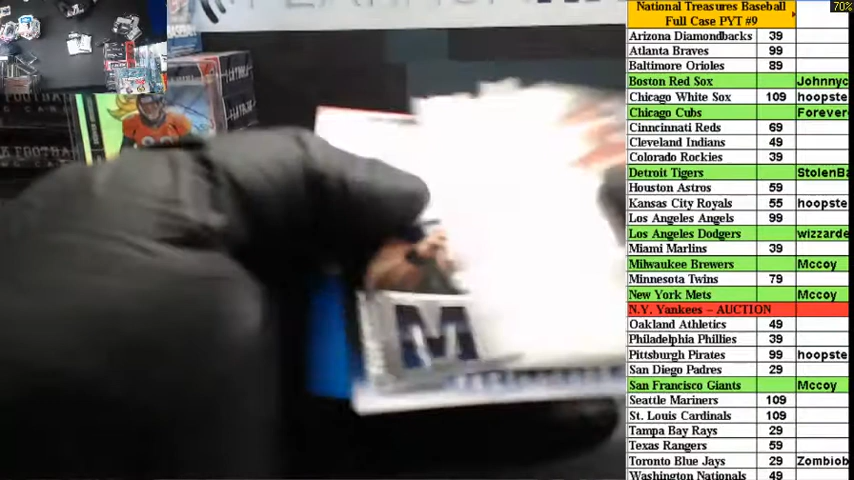 National Treasures Baseball
Full Case PYT #9
70%
Arizona Diamondbacks 39
Atlanta Braves 99
Baltimore Orioles 89
Boston Red Sox Johnnyc
Chicago White Sox 109 hoopste
Chicago Cubs Forever
Cinncinnati Reds 69
Cleveland Indians 49
Colorado Rockies 39
Detroit Tigers StolenBa
Houston Astros 59
Kansas City Royals 55 hoopste
Los Angeles Angels 99
Los Angeles Dodgers wizzarde
Miami Marlins 39
Milwaukee Brewers Mccoy
Minnesota Twins 79
New York Mets Mccoy
N.Y. Yankees – AUCTION
Oakland Athletics 49
Philadelphia Phillies 39
Pittsburgh Pirates 99 hoopste
San Diego Padres 29
San Francisco Giants Mccoy
Seattle Mariners 109
St. Louis Cardinals 109
Tampa Bay Rays 29
Texas Rangers 59
Toronto Blue Jays 29 Zombiob
Washington Nationals 49
M